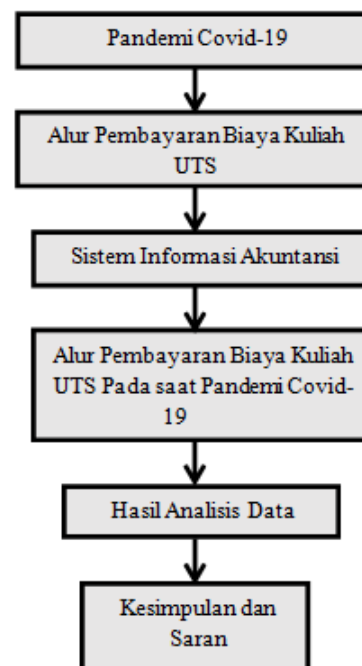 Pandemi Covid-19
Alur Pembayaran Biaya Kuliah
UTS
Sistem Informasi Akuntansi
Alur Pembayaran Biaya Kuliah
UTS Pada saat Pandemi Covid-
19
Hasil Analisis Data
Kesimpulan dan
Saran